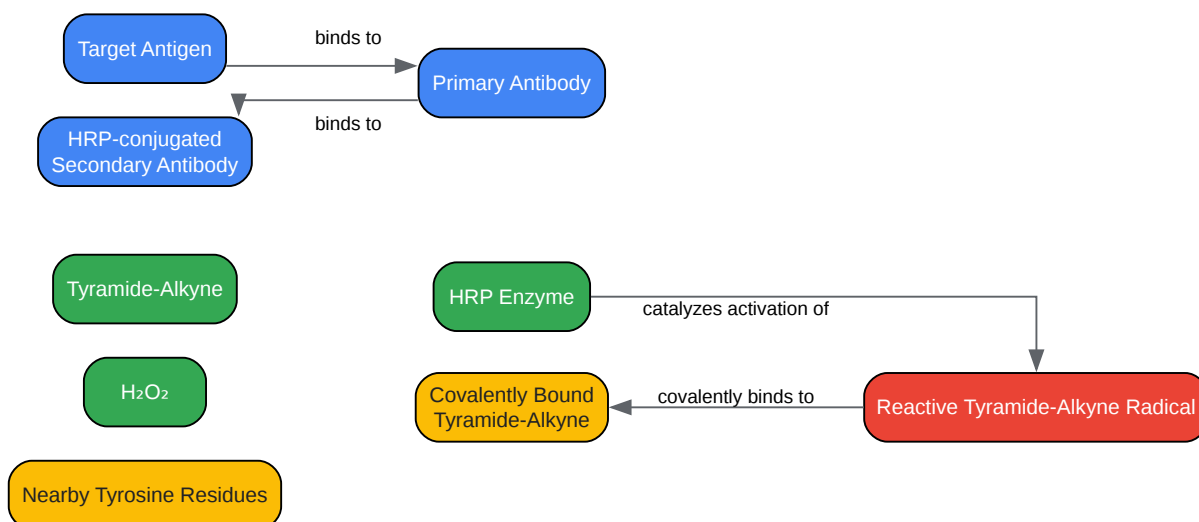 Target Antigen
binds to
Primary Antibody
binds to
HRP-conjugated
Secondary Antibody
Tyramide-Alkyne
HRP Enzyme
catalyzes activation of
H₂O₂
Covalently Bound
Tyramide-Alkyne
covalently binds to
Reactive Tyramide-Alkyne Radical
Nearby Tyrosine Residues